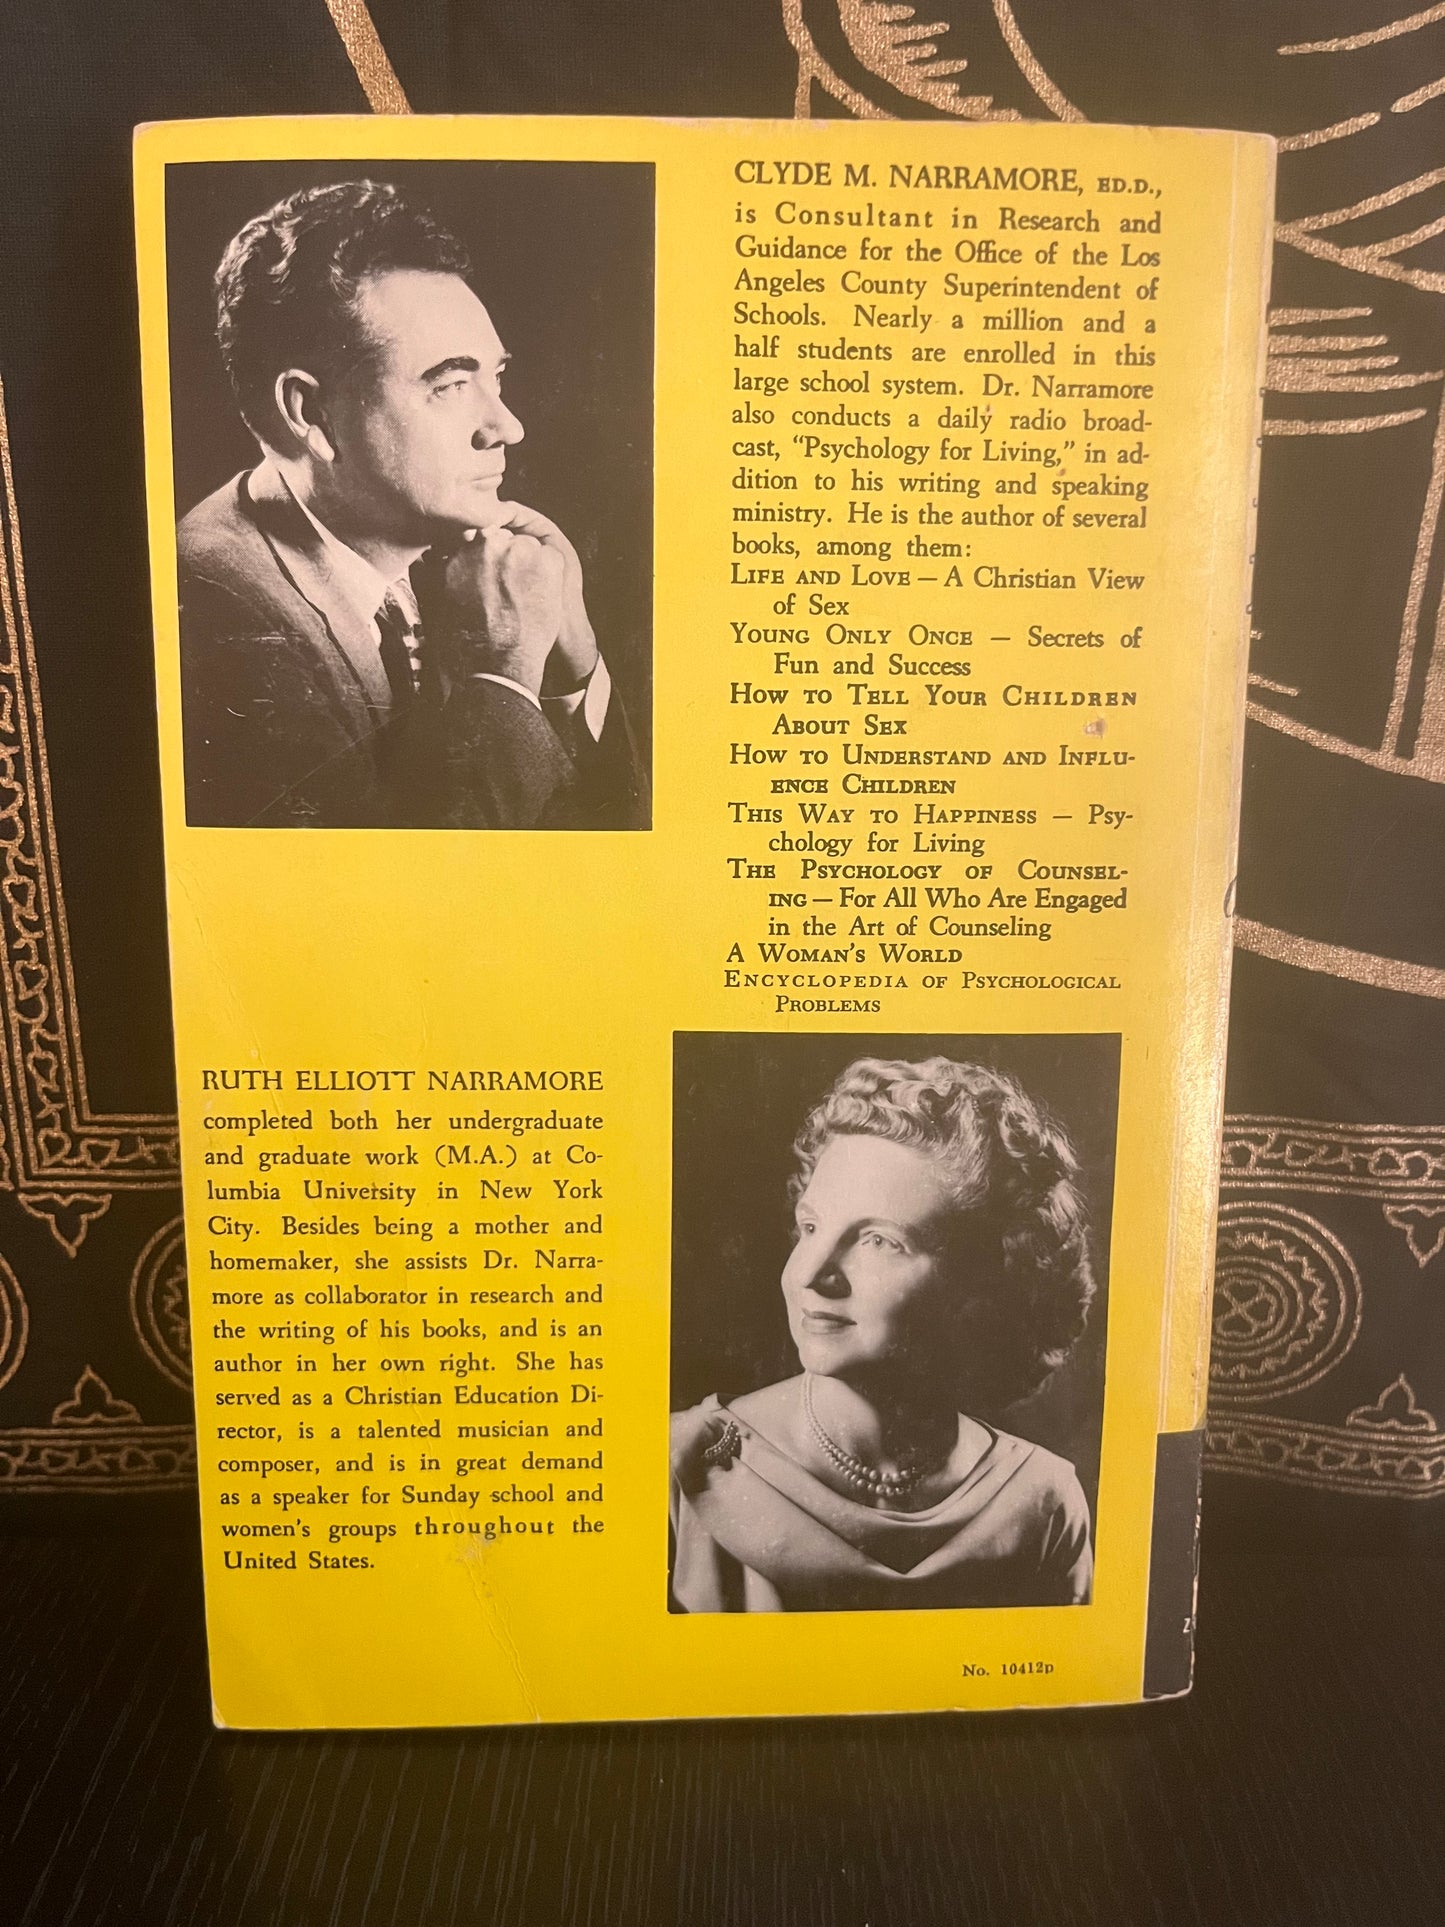 CLYDE M. NARRAMORE, ED.D.,
is Consultant in Research and
Guidance for the Office of the Los
Angeles County Superintendent of
Schools. Nearly a million and a
half students are enrolled in this
large school system. Dr. Narramore
also conducts a daily radio broad-
cast, “Psychology for Living,” in ad-
dition to his writing and speaking
ministry. He is the author of several
books, among them:
LIFE AND LOVE — A Christian View
of Sex
YOUNG ONLY ONCE — Secrets of
Fun and Success
HOW TO TELL YOUR CHILDREN
ABOUT SEX
HOW TO UNDERSTAND AND INFLU-
ENCE CHILDREN
THIS WAY TO HAPPINESS — Psy-
chology for Living
THE PSYCHOLOGY OF COUNSEL-
ING — For All Who Are Engaged
in the Art of Counseling
A WOMAN'S WORLD
ENCYCLOPEDIA OF PSYCHOLOGICAL
PROBLEMS
RUTH ELLIOTT NARRAMORE
completed both her undergraduate
and graduate work (M.A.) at Co-
lumbia University in New York
City. Besides being a mother and
homemaker, she assists Dr. Narra-
more as collaborator in research and
the writing of his books, and is an
author in her own right. She has
served as a Christian Education Di-
rector, is a talented musician and
composer, and is in great demand
as a speaker for Sunday school and
women's groups throughout the
United States.
No. 10412p